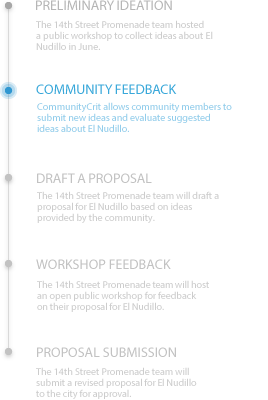 PRELIMINARY IDEATION
The 14th Street Promenade team hosted
a public workshop to collect ideas about El
Nudillo in June.
COMMUNITY FEEDBACK
CommunityCrit allows community members to
submit new ideas and evaluate suggested
ideas about El Nudillo.
DRAFT A PROPOSAL
The 14th Street Promenade team will draft a
proposal for El Nudillo based on ideas
provided by the community.
WORKSHOP FEEDBACK
The 14th Street Promenade team will host
an open public workshop for feedback
on their proposal for El Nudillo.
PROPOSAL SUBMISSION
The 14th Street Promenade team will
submit a revised proposal for El Nudillo
to the city for approval.